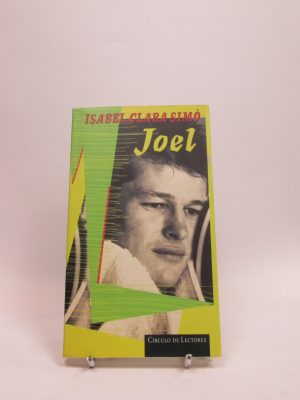 ISABEL-CLARA SIMÓ
Joel
CÍRCULO DE LECTORES